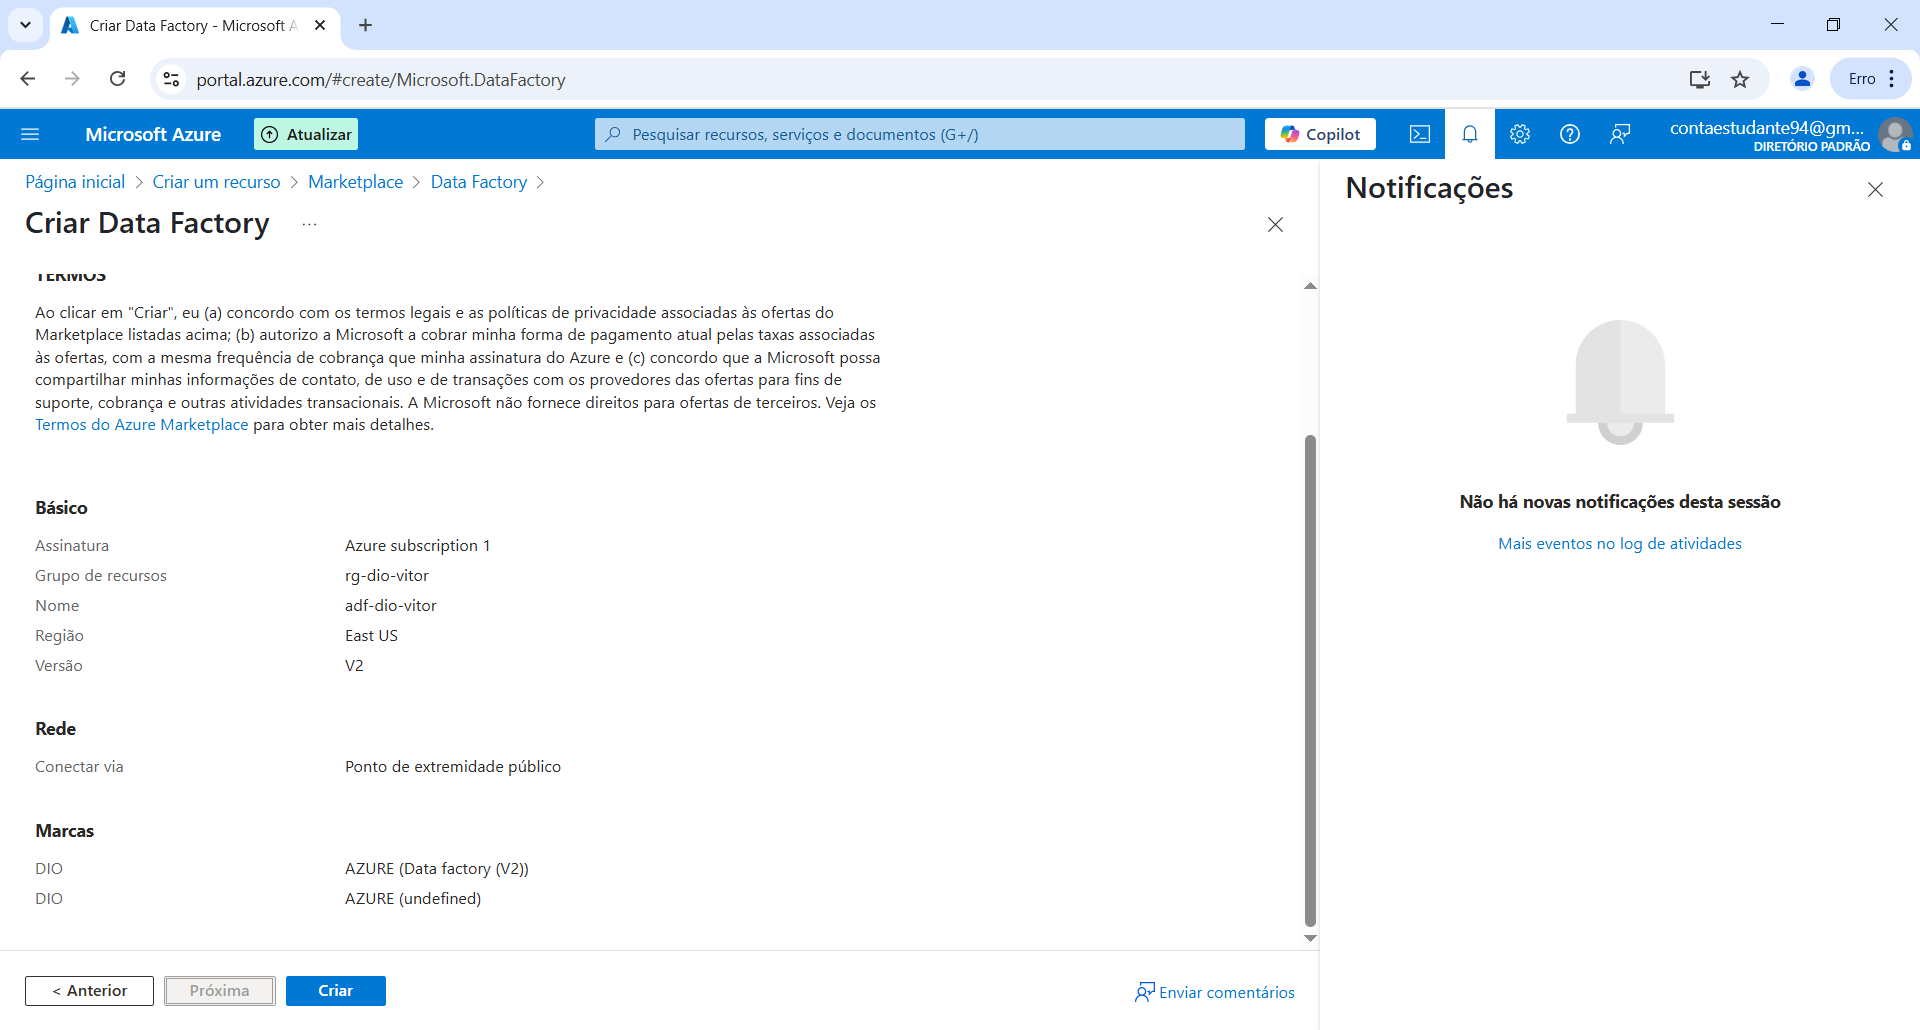 Criar Data Factory - Microsoft A
portal.azure.com/#create/Microsoft.DataFactory
Erro
Microsoft Azure
Atualizar
Pesquisar recursos, serviços e documentos (G+/)
Copilot
contaestudante94@gm...
DIRETÓRIO PADRÃO
Página inicial > Criar um recurso > Marketplace > Data Factory >
Criar Data Factory ...
TERMOS
Ao clicar em "Criar", eu (a) concordo com os termos legais e as políticas de privacidade associadas às ofertas do
Marketplace listadas acima; (b) autorizo a Microsoft a cobrar minha forma de pagamento atual pelas taxas associadas
às ofertas, com a mesma frequência de cobrança que minha assinatura do Azure e (c) concordo que a Microsoft possa
compartilhar minhas informações de contato, de uso e de transações com os provedores das ofertas para fins de
suporte, cobrança e outras atividades transacionais. A Microsoft não fornece direitos para ofertas de terceiros. Veja os
Termos do Azure Marketplace para obter mais detalhes.
Básico
Assinatura Azure subscription 1
Grupo de recursos rg-dio-vitor
Nome adf-dio-vitor
Região East US
Versão V2
Rede
Conectar via Ponto de extremidade público
Marcas
DIO AZURE (Data factory (V2))
DIO AZURE (undefined)
< Anterior
Próxima
Criar
Enviar comentários
Notificações
Não há novas notificações desta sessão
Mais eventos no log de atividades